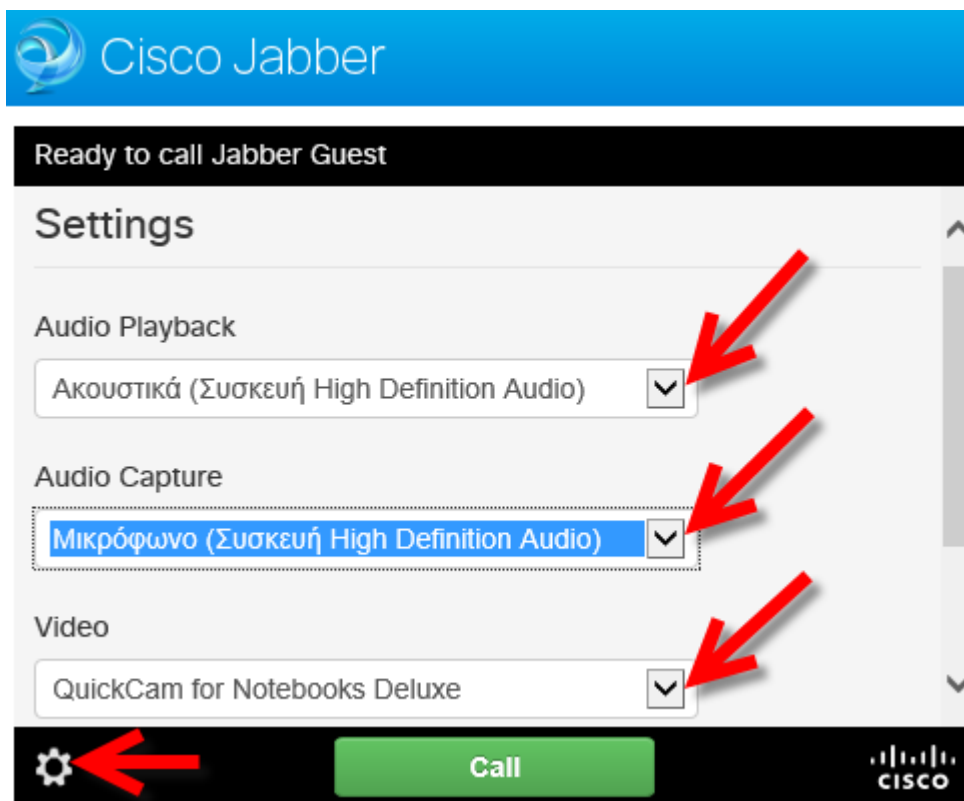 Cisco Jabber
Ready to call Jabber Guest
Settings
Audio Playback
Ακουστικά (Συσκευή High Definition Audio)
Audio Capture
Μικρόφωνο (Συσκευή High Definition Audio)
Video
QuickCam for Notebooks Deluxe
Call
CISCO